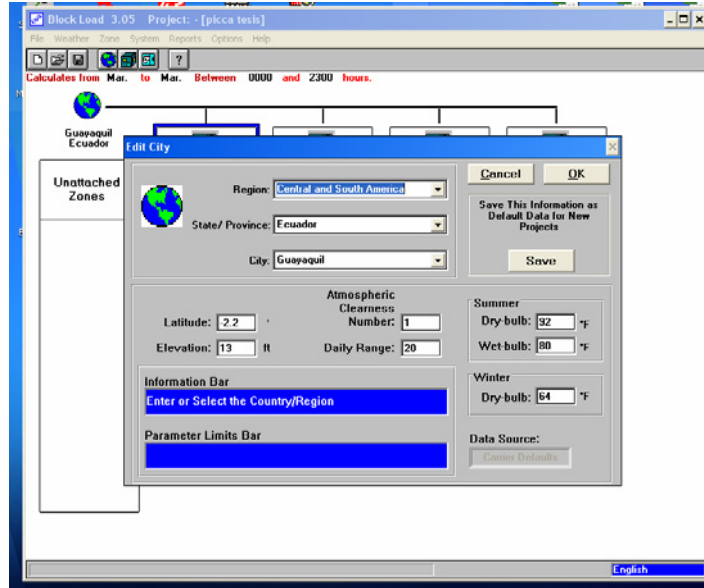 Block Load 3.05 Project: - [picca tesis]
File Weather Zone System Reports Options Help
?
Calculates from Mar. to Mar. Between 0000 and 2300 hours.
Guayaquil
Ecuador
Unattached
Zones
Edit City
Region: Central and South America
State/ Province: Ecuador
City: Guayaquil
Cancel OK
Save This Information as
Default Data for New
Projects
Save
Latitude: -2.2 °
Elevation: 13 ft
Atmospheric
Clearness
Number: 1
Daily Range: 20
Summer
Dry-bulb: 92 °F
Wet-bulb: 80 °F
Winter
Dry-bulb: 64 °F
Information Bar
Enter or Select the Country/Region
Parameter Limits Bar
Data Source:
Carrier Defaults
English